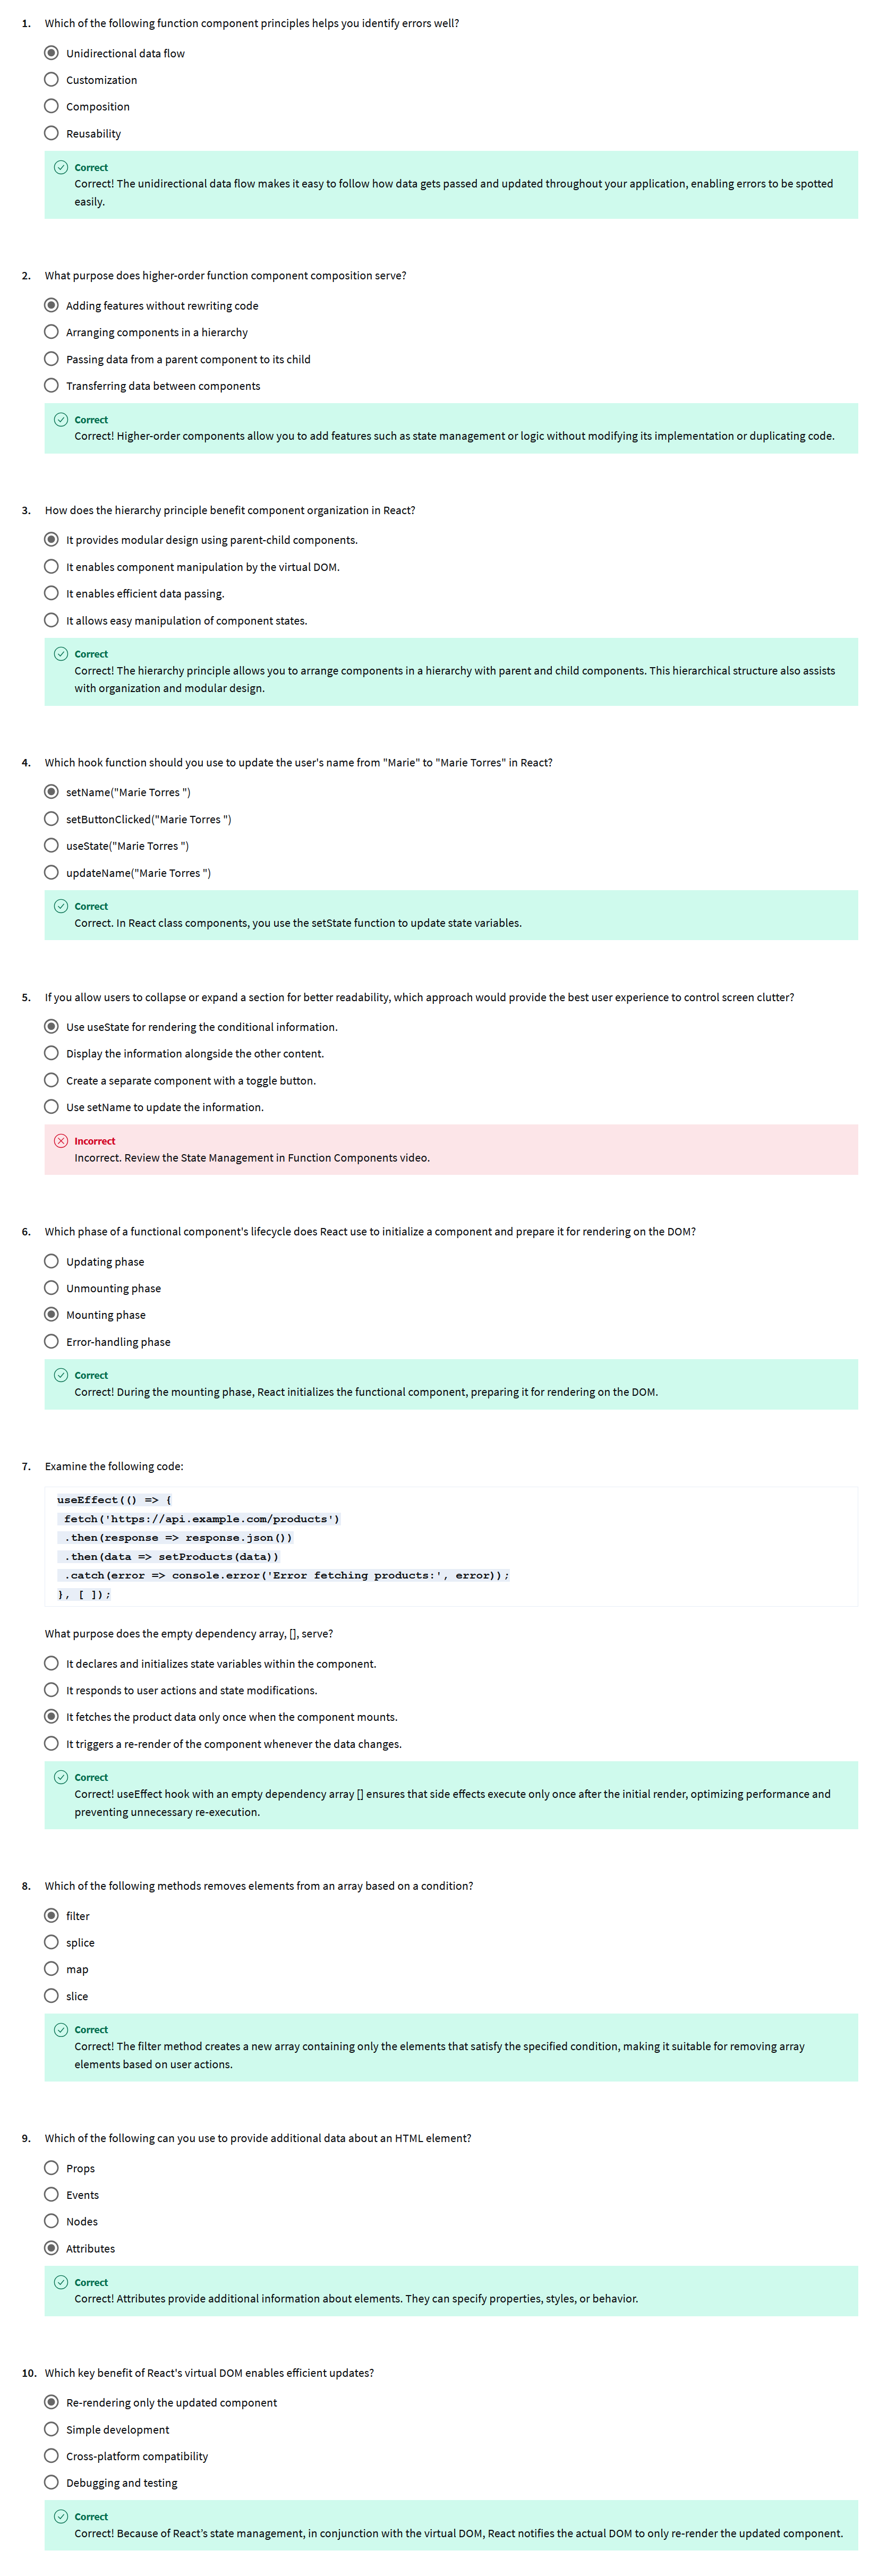 1. Which of the following function component principles helps you identify errors well?
Unidirectional data flow
Customization
Composition
Reusability
Correct
Correct! The unidirectional data flow makes it easy to follow how data gets passed and updated throughout your application, enabling errors to be spotted
easily.
2. What purpose does higher-order function component composition serve?
Adding features without rewriting code
Arranging components in a hierarchy
Passing data from a parent component to its child
Transferring data between components
Correct
Correct! Higher-order components allow you to add features such as state management or logic without modifying its implementation or duplicating code.
3. How does the hierarchy principle benefit component organization in React?
It provides modular design using parent-child components.
It enables component manipulation by the virtual DOM.
It enables efficient data passing.
It allows easy manipulation of component states.
Correct
Correct! The hierarchy principle allows you to arrange components in a hierarchy with parent and child components. This hierarchical structure also assists
with organization and modular design.
4. Which hook function should you use to update the user's name from "Marie" to "Marie Torres" in React?
setName("Marie Torres ")
setButtonClicked("Marie Torres ")
useState("Marie Torres ")
updateName("Marie Torres ")
Correct
Correct. In React class components, you use the setState function to update state variables.
5. If you allow users to collapse or expand a section for better readability, which approach would provide the best user experience to control screen clutter?
Use useState for rendering the conditional information.
Display the information alongside the other content.
Create a separate component with a toggle button.
Use setName to update the information.
Incorrect
Incorrect. Review the State Management in Function Components video.
6. Which phase of a functional component's lifecycle does React use to initialize a component and prepare it for rendering on the DOM?
Updating phase
Unmounting phase
Mounting phase
Error-handling phase
Correct
Correct! During the mounting phase, React initializes the functional component, preparing it for rendering on the DOM.
7. Examine the following code:
useEffect(() => {
fetch('https://api.example.com/products')
.then(response => response.json())
.then(data => setProducts(data))
.catch(error => console.error('Error fetching products:', error));
}, [ ]);
What purpose does the empty dependency array, [], serve?
It declares and initializes state variables within the component.
It responds to user actions and state modifications.
It fetches the product data only once when the component mounts.
It triggers a re-render of the component whenever the data changes.
Correct
Correct! useEffect hook with an empty dependency array [] ensures that side effects execute only once after the initial render, optimizing performance and
preventing unnecessary re-execution.
8. Which of the following methods removes elements from an array based on a condition?
filter
splice
map
slice
Correct
Correct! The filter method creates a new array containing only the elements that satisfy the specified condition, making it suitable for removing array
elements based on user actions.
9. Which of the following can you use to provide additional data about an HTML element?
Props
Events
Nodes
Attributes
Correct
Correct! Attributes provide additional information about elements. They can specify properties, styles, or behavior.
10. Which key benefit of React's virtual DOM enables efficient updates?
Re-rendering only the updated component
Simple development
Cross-platform compatibility
Debugging and testing
Correct
Correct! Because of React’s state management, in conjunction with the virtual DOM, React notifies the actual DOM to only re-render the updated component.